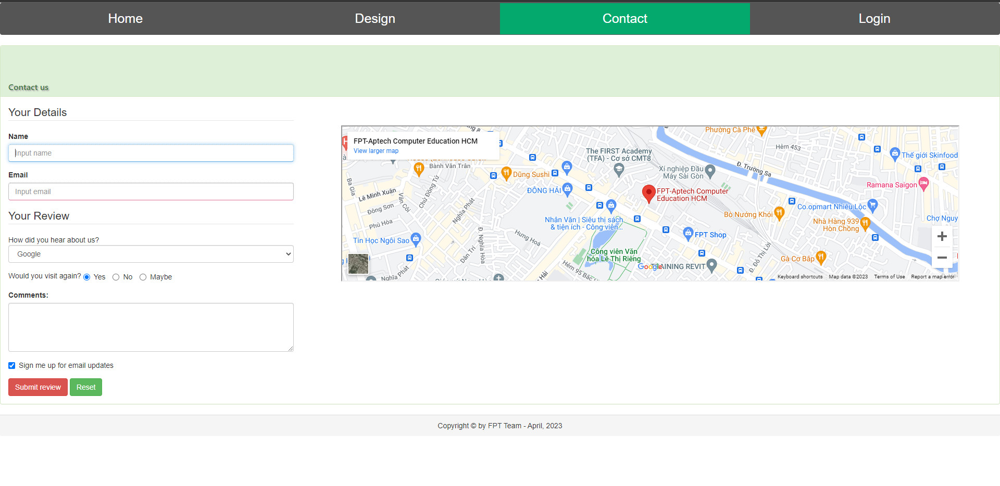 Home Design Contact Login
Contact us
Your Details
Name
Input name
Email
Input email
Your Review
How did you hear about us?
Google
Would you visit again? Yes No Maybe
Comments:
Sign me up for email updates
Submit review Reset
FPT-Aptech Computer Education HCM
View larger map
Phường Cà Phê
Hẻm 453
The FIRST Academy
(TFA) - Cơ sở CMT8
Thế giới Skinfood
Bành Văn Trân
Đ. Trường Sa
Xí nghiệp Đầu
Máy Sài Gòn
Dũng Sushi
Ba Gia
Chử Đồng Tử
Ramana Saigon
ĐÔNG HẢI
FPT-Aptech Computer
Education HCM
Lê Minh Xuân
Vân Côi
Nghĩa Phát
Đông Sơn
Co.opmart Nhiêu Lộc
Bò Nướng Khói
Chợ Nguy
Nhân Văn | Siêu thị sách
& tiện ích - Công viên...
Nhà Hàng 939
Hòn Chồng
Phú Hòa
Đ. Nghĩa Hòa
Hưng Hoá
FPT Shop
Tin Học Ngôi Sao
Dân Trí
Đ. Đô Thị Lời
Công viên Văn
hóa Lê Thị Riêng
Gà Cơ Bắp
Hẻm 95 Bắc
Google
AINING REVIT
Nghĩa Phát
Keyboard shortcuts Map data ©2023 Terms of Use Report a map error
Copyright © by FPT Team - April, 2023